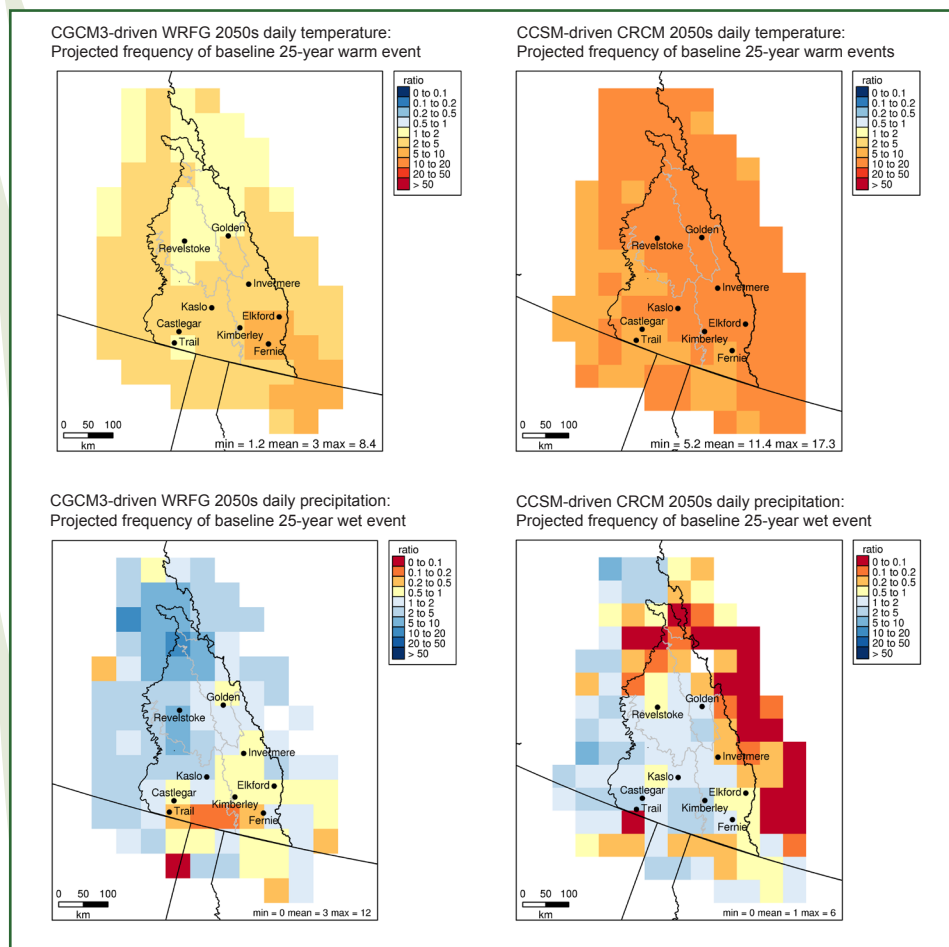 CGCM3-driven WRFG 2050s daily temperature:
Projected frequency of baseline 25-year warm event
ratio
0 to 0.1
0.1 to 0.2
0.2 to 0.5
0.5 to 1
1 to 2
2 to 5
5 to 10
10 to 20
20 to 50
> 50
Golden
Revelstoke
Invermere
Kaslo
Elkford
Castlegar
Kimberley
Trail
Fernie
0 50 100
km
min = 1.2 mean = 3 max = 8.4
CCSM-driven CRCM 2050s daily temperature:
Projected frequency of baseline 25-year warm events
ratio
0 to 0.1
0.1 to 0.2
0.2 to 0.5
0.5 to 1
1 to 2
2 to 5
5 to 10
10 to 20
20 to 50
> 50
Golden
Revelstoke
Invermere
Kaslo
Elkford
Castlegar
Trail
Kimberley
Fernie
0 50 100
km
min = 5.2 mean = 11.4 max = 17.3
CGCM3-driven WRFG 2050s daily precipitation:
Projected frequency of baseline 25-year wet event
ratio
0 to 0.1
0.1 to 0.2
0.2 to 0.5
0.5 to 1
1 to 2
2 to 5
5 to 10
10 to 20
20 to 50
> 50
Golden
Revelstoke
Invermere
Kaslo
Elkford
Castlegar
Kimberley
Trail
Fernie
0 50 100
km
min = 0 mean = 3 max = 12
CCSM-driven CRCM 2050s daily precipitation:
Projected frequency of baseline 25-year wet event
ratio
0 to 0.1
0.1 to 0.2
0.2 to 0.5
0.5 to 1
1 to 2
2 to 5
5 to 10
10 to 20
20 to 50
> 50
Golden
Revelstoke
Invermere
Kaslo
Elkford
Castlegar
Trail
Kimberley
Fernie
0 50 100
km
min = 0 mean = 1 max = 6